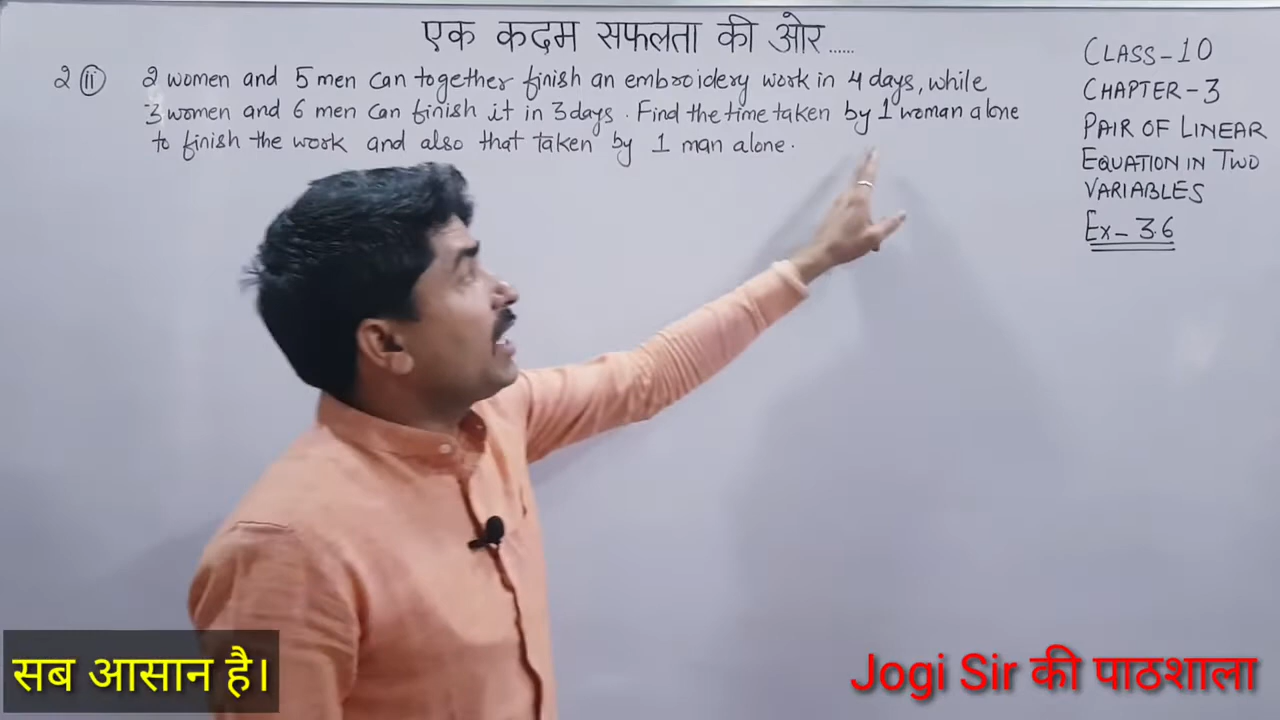 एक कदम सफलता की ओर......
2 (ii) 2 women and 5 men can together finish an embroidery work in 4 days, while
3 women and 6 men can finish it in 3 days. Find the time taken by 1 woman alone
to finish the work and also that taken by 1 man alone.
CLASS-10
CHAPTER-3
PAIR OF LINEAR
EQUATION IN TWO
VARIABLES
Ex- 3.6
सब आसान है।
Jogi Sir की पाठशाला